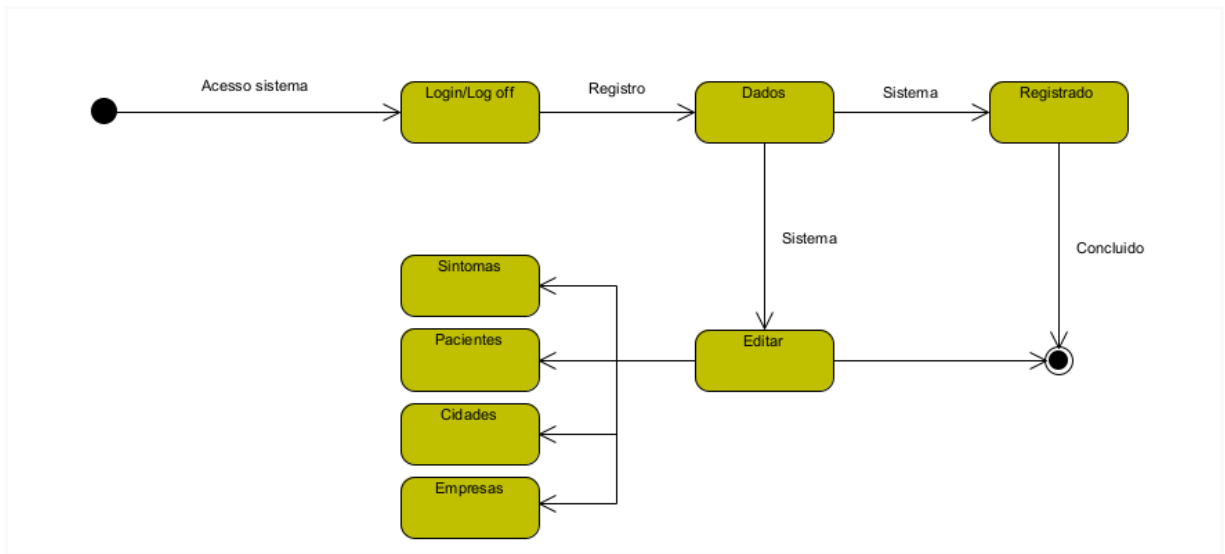 Acesso sistema
Login/Log off
Registro
Dados
Sistema
Registrado
Sistema
Concluido
Sintomas
Pacientes
Editar
Cidades
Empresas